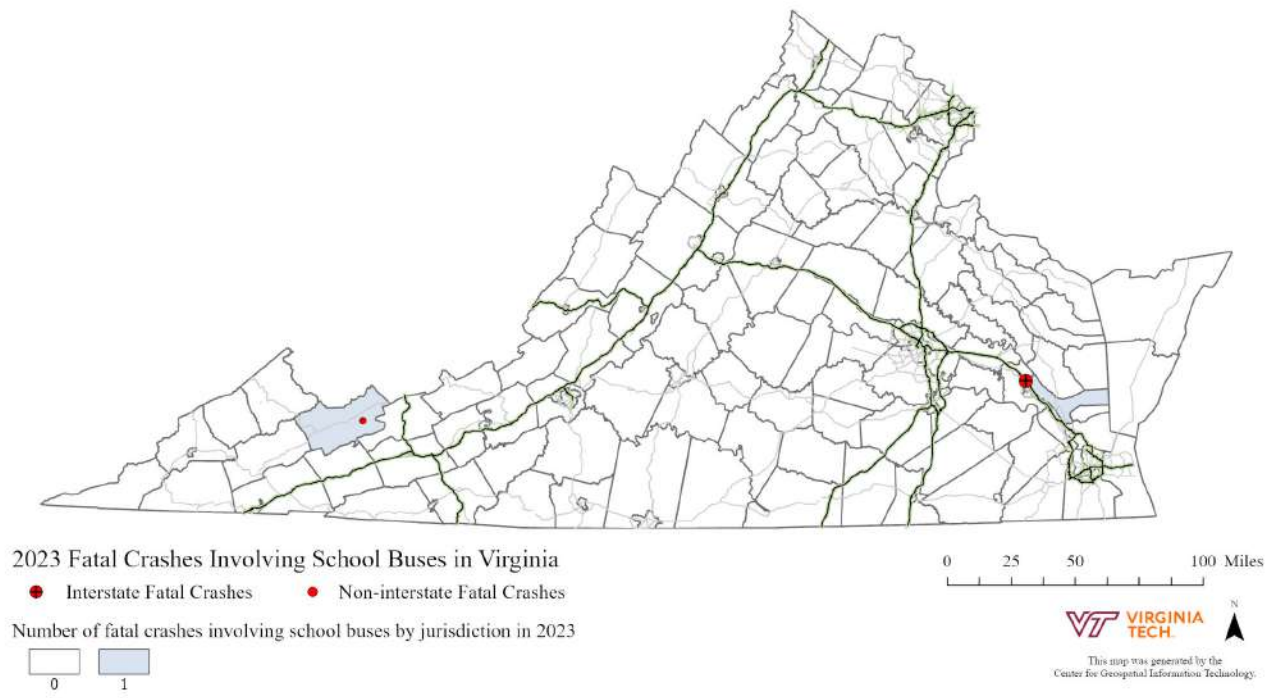 2023 Fatal Crashes Involving School Buses in Virginia
Interstate Fatal Crashes
Non-interstate Fatal Crashes
Number of fatal crashes involving school buses by jurisdiction in 2023
0
1
0 25 50 100 Miles
VT VIRGINIA
TECH
N
This map was generated by the
Center for Geospatial Information Technology.